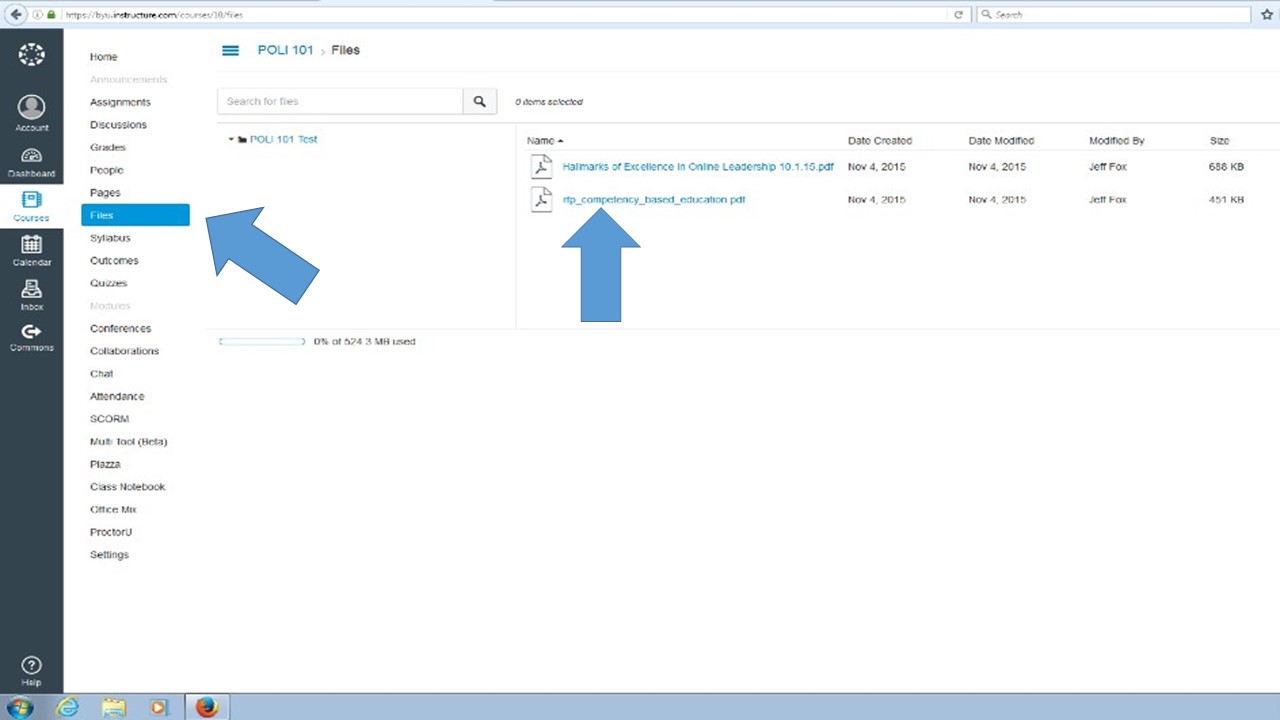 https://byu.instructure.com/courses/10/files
Search
POLI 101 > Files
Home
Announcements
Assignments
Discussions
Grades
People
Pages
Files
Syllabus
Outcomes
Quizzes
Modules
Conferences
Collaborations
Chat
Attendance
SCORM
Multi Tool (Beta)
Piazza
Class Notebook
Office Mix
ProctorU
Settings
Account
Dashboard
Courses
Calendar
Inbox
Commons
Help
Search for files
0 items selected
POLI 101 Test
Name Date Created Date Modified Modified By Size
Hallmarks of Excellence in Online Leadership 10.1.15.pdf Nov 4, 2015 Nov 4, 2015 Jeff Fox 688 KB
rfp_competency_based_education.pdf Nov 4, 2015 Nov 4, 2015 Jeff Fox 451 KB
0% of 524.3 MB used